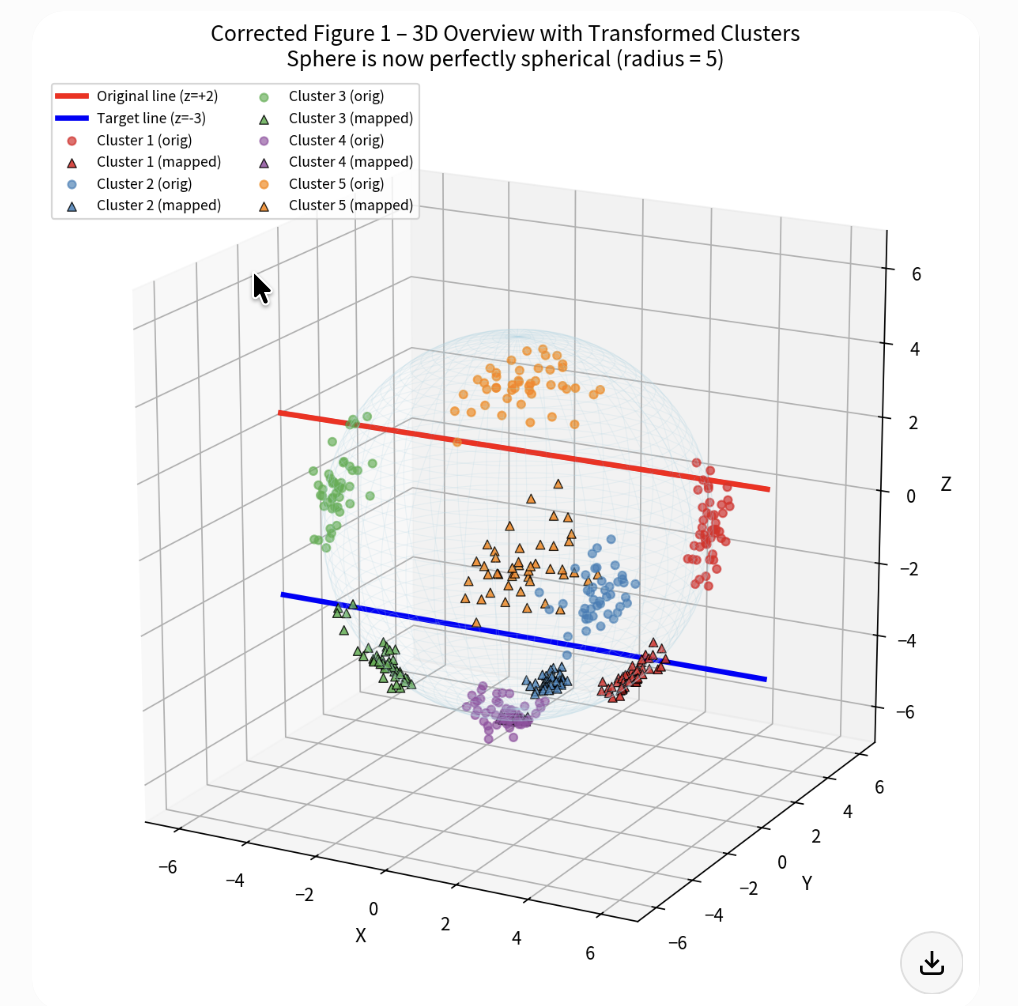 Corrected Figure 1 – 3D Overview with Transformed Clusters
Sphere is now perfectly spherical (radius = 5)
Original line (z=+2)
Target line (z=-3)
Cluster 1 (orig)
Cluster 1 (mapped)
Cluster 2 (orig)
Cluster 2 (mapped)
Cluster 3 (orig)
Cluster 3 (mapped)
Cluster 4 (orig)
Cluster 4 (mapped)
Cluster 5 (orig)
Cluster 5 (mapped)
6
4
2
0
−2
−4
−6
Z
6
4
2
0
−2
−4
−6
Y
−6
−4
−2
0
2
4
6
X